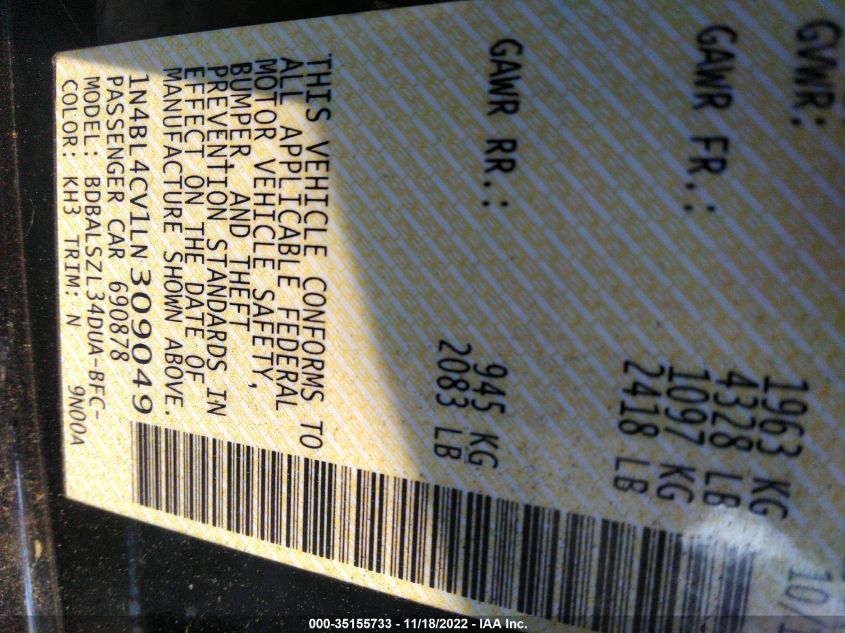 10/
GVWR: 1963 KG
4328 LB
GAWR FR.: 1097 KG
2418 LB
GAWR RR.: 945 KG
2083 LB
THIS VEHICLE CONFORMS TO
ALL APPLICABLE FEDERAL
MOTOR VEHICLE SAFETY,
BUMPER, AND THEFT
PREVENTION STANDARDS IN
EFFECT ON THE DATE OF
MANUFACTURE SHOWN ABOVE.
1N4BL4CV1LN309049
PASSENGER CAR 690878
MODEL: BDBALSZL34DUA-BFC-
9N00A
COLOR: KH3 TRIM: N
000-35155733 - 11/18/2022 - IAA Inc.